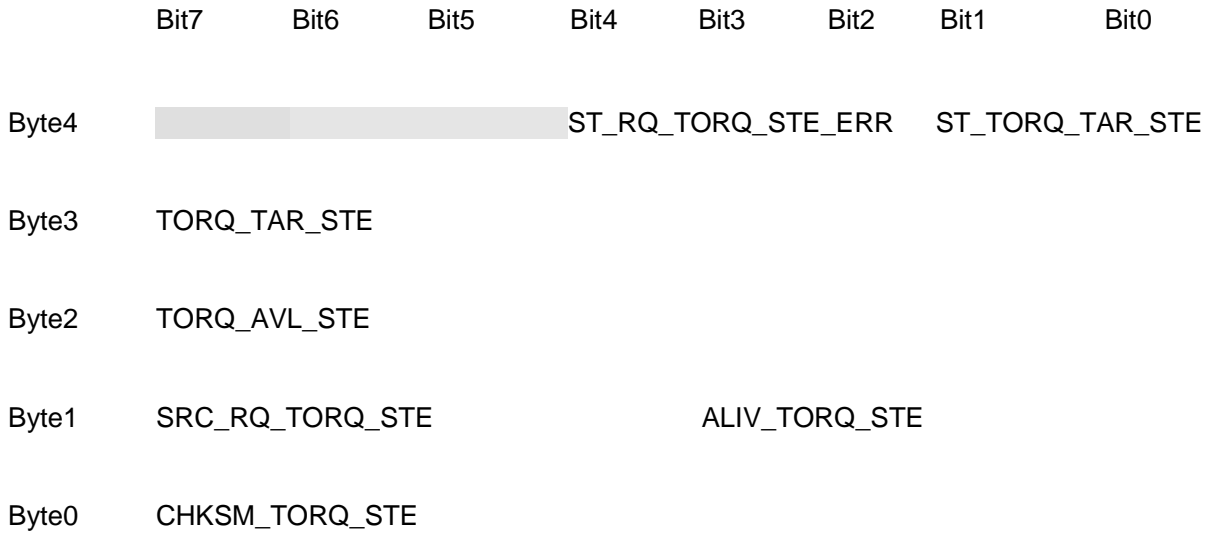 Bit7 Bit6 Bit5 Bit4 Bit3 Bit2 Bit1 Bit0
Byte4 ST_RQ_TORQ_STE_ERR ST_TORQ_TAR_STE
Byte3 TORQ_TAR_STE
Byte2 TORQ_AVL_STE
Byte1 SRC_RQ_TORQ_STE ALIV_TORQ_STE
Byte0 CHKSM_TORQ_STE